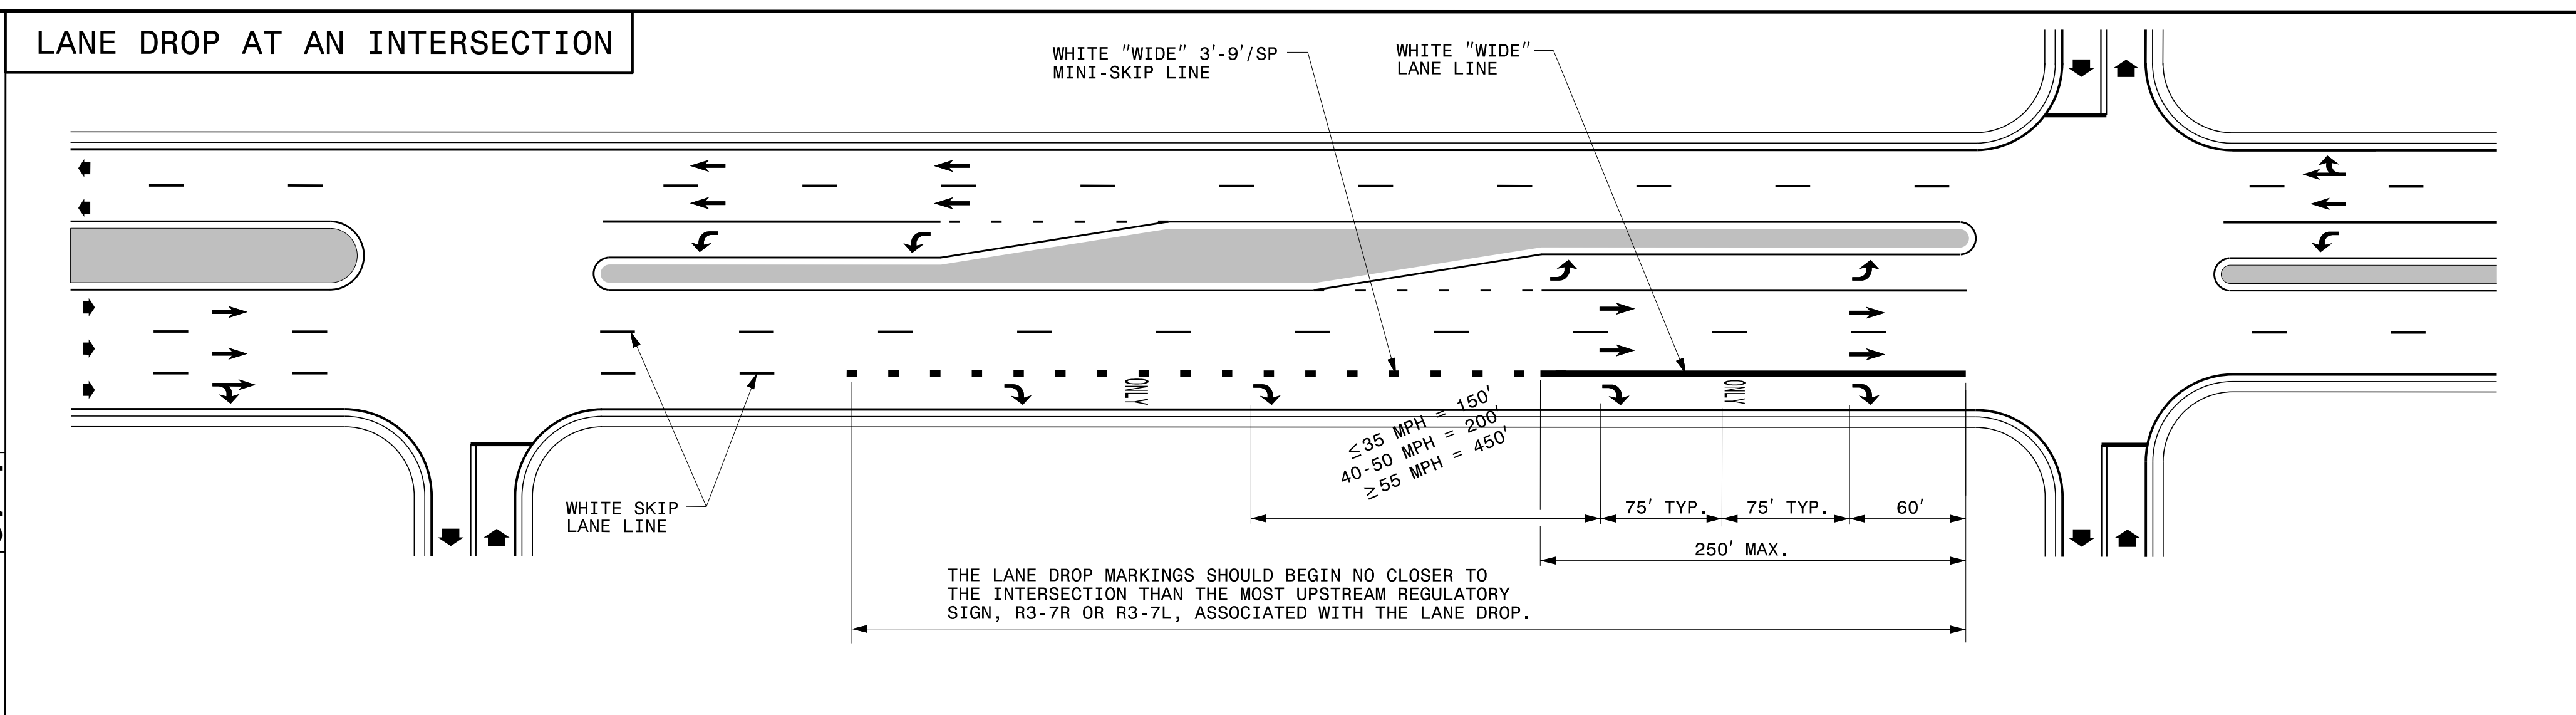 LANE DROP AT AN INTERSECTION
WHITE "WIDE" 3'-9'/SP
MINI-SKIP LINE
WHITE "WIDE"
LANE LINE
ONLY
ONLY
≤35 MPH = 150'
40-50 MPH = 200'
≥55 MPH = 450'
WHITE SKIP
LANE LINE
75' TYP.
75' TYP.
60'
250' MAX.
THE LANE DROP MARKINGS SHOULD BEGIN NO CLOSER TO
THE INTERSECTION THAN THE MOST UPSTREAM REGULATORY
SIGN, R3-7R OR R3-7L, ASSOCIATED WITH THE LANE DROP.